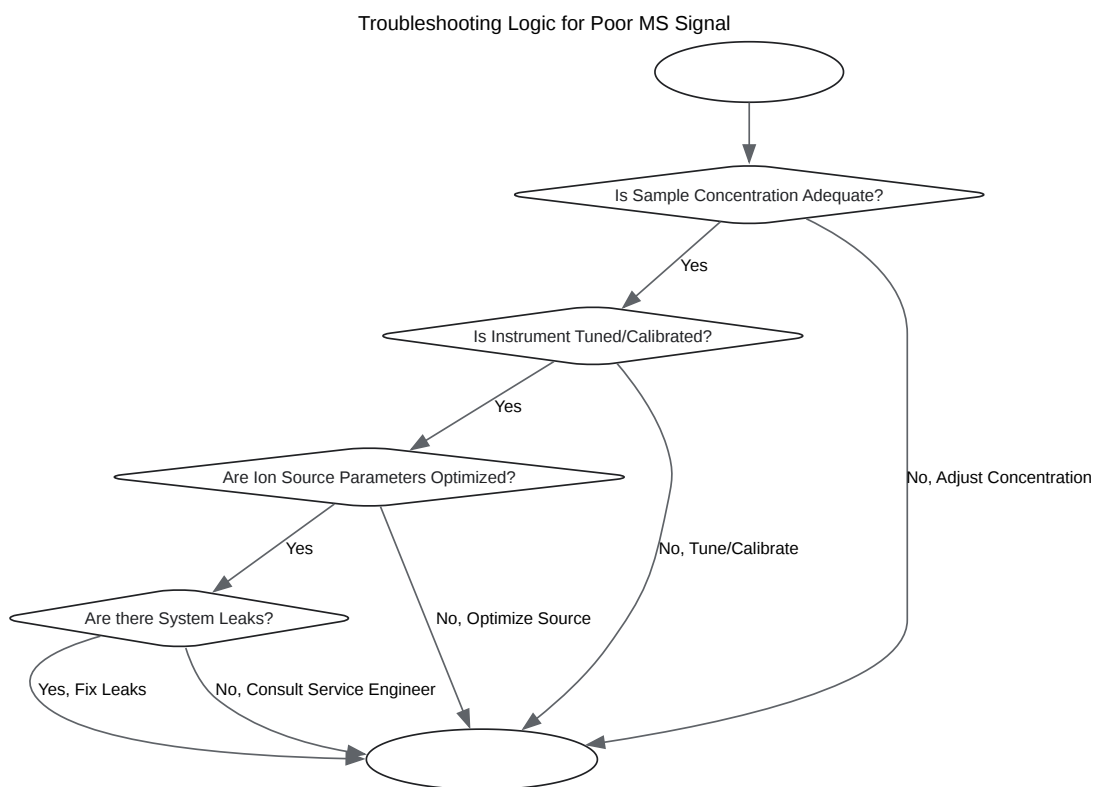 Troubleshooting Logic for Poor MS Signal
Is Sample Concentration Adequate?
Yes
Is Instrument Tuned/Calibrated?
Yes
Are Ion Source Parameters Optimized?
No, Adjust Concentration
Yes
No, Tune/Calibrate
Are there System Leaks?
No, Optimize Source
Yes, Fix Leaks
No, Consult Service Engineer